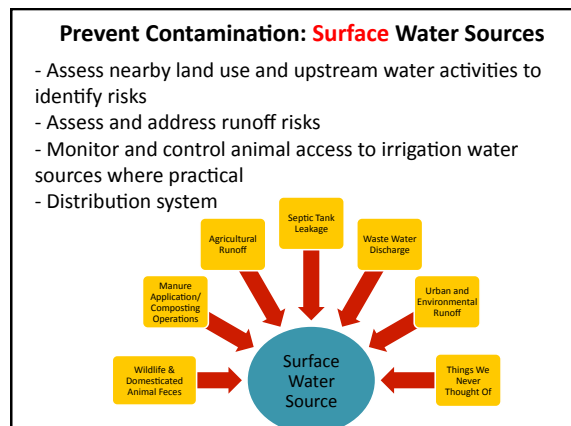 Prevent Contamination: Surface Water Sources
- Assess nearby land use and upstream water activities to
identify risks
- Assess and address runoff risks
- Monitor and control animal access to irrigation water
sources where practical
- Distribution system
Septic Tank
Leakage
Agricultural
Runoff
Waste Water
Discharge
Manure
Application/
Composting
Operations
Urban and
Environmental
Runoff
Wildlife &
Domesticated
Animal Feces
Surface
Water
Source
Things We
Never
Thought Of